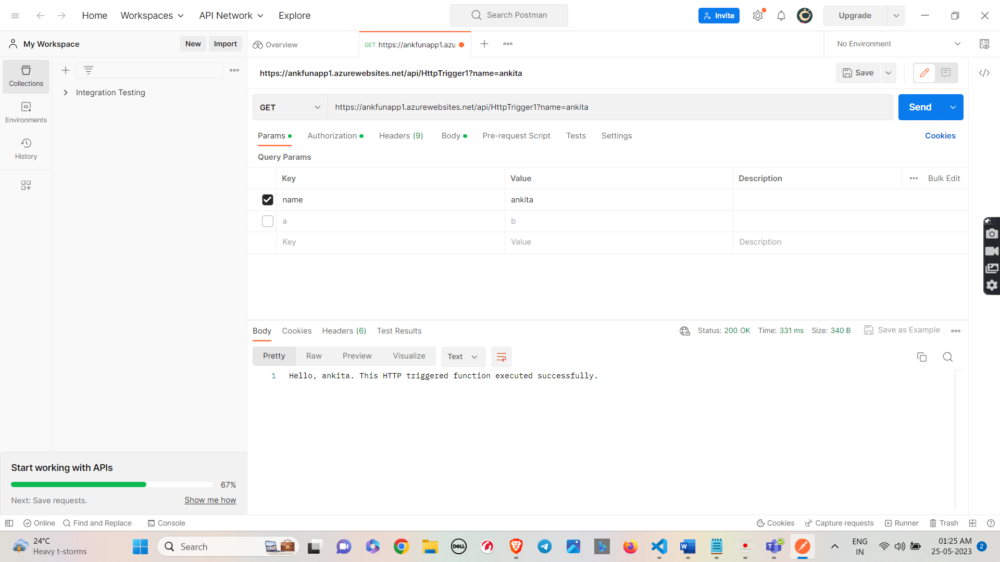 Home
Workspaces
API Network
Explore
Search Postman
Invite
Upgrade
My Workspace
New
Import
Overview
GET https://ankfunapp1.azu
No Environment
Collections
Environments
History
Integration Testing
https://ankfunapp1.azurewebsites.net/api/HttpTrigger1?name=ankita
Save
GET
https://ankfunapp1.azurewebsites.net/api/HttpTrigger1?name=ankita
Send
Params
Authorization
Headers (9)
Body
Pre-request Script
Tests
Settings
Cookies
Query Params
Key
Value
Description
Bulk Edit
name
ankita
a
b
Key
Value
Description
Body
Cookies
Headers (6)
Test Results
Status: 200 OK
Time: 331 ms
Size: 340 B
Save as Example
Pretty
Raw
Preview
Visualize
Text
1
Hello, ankita. This HTTP triggered function executed successfully.
Start working with APIs
67%
Next: Save requests.
Show me how
Online
Find and Replace
Console
Cookies
Capture requests
Runner
Trash
24°C
Heavy t-storms
Search
DELL
ENG
IN
01:25 AM
25-05-2023
2